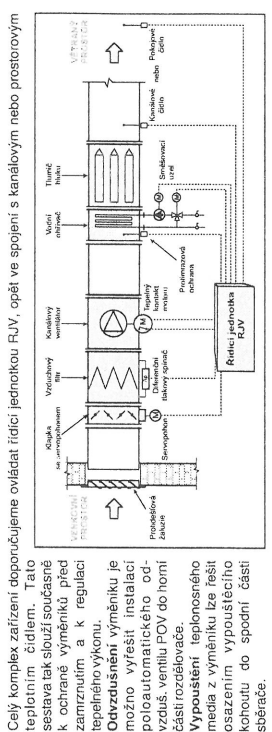 Celý komplex zařízení doporučujeme ovládat řídicí jednotkou RJV, opět ve spojení s kanálovým nebo prostorovým
teplotním čidlem. Tato
sestava tak slouží současně
k ochraně výměníků před
zamrznutím a k regulaci
tepelného výkonu.
Odvzdušnění výměníku je
možno vyřešit instalací
poloautomatického od-
vzduš. ventilu POV do horní
části rozdělovače.
Vypouštění teplonosného
media z výměníku lze řešit
osazením vypouštěcího
kohoutu do spodní části
sběrače.
VENKOVNÍ
PROSTOR
Protidešťová
žaluzie
Klapka
se servopohonem
Servopohon
Vzduchový
filtr
Diferenční
tlakový spínač
Kanálový
ventilátor
Tepelný
kontakt
motoru
Vodní
ohřívač
Protimrazová
ochrana
Tlumič
hluku
Směšovací
uzel
Kanálové
čidlo
nebo
Pokojové
čidlo
VĚTRANÝ
PROSTOR
M
M
M
M
Řídicí jednotka
RJV